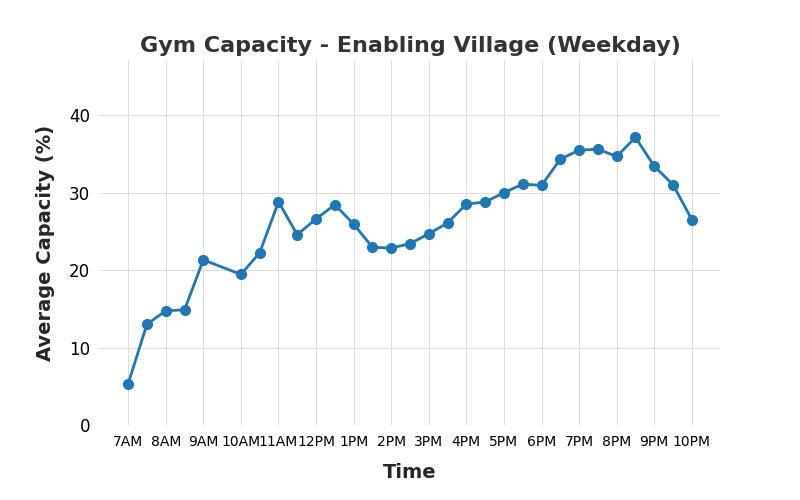 Gym Capacity - Enabling Village (Weekday)
Average Capacity (%)
40
30
20
10
0
7AM 8AM 9AM 10AM 11AM 12PM 1PM 2PM 3PM 4PM 5PM 6PM 7PM 8PM 9PM 10PM
Time